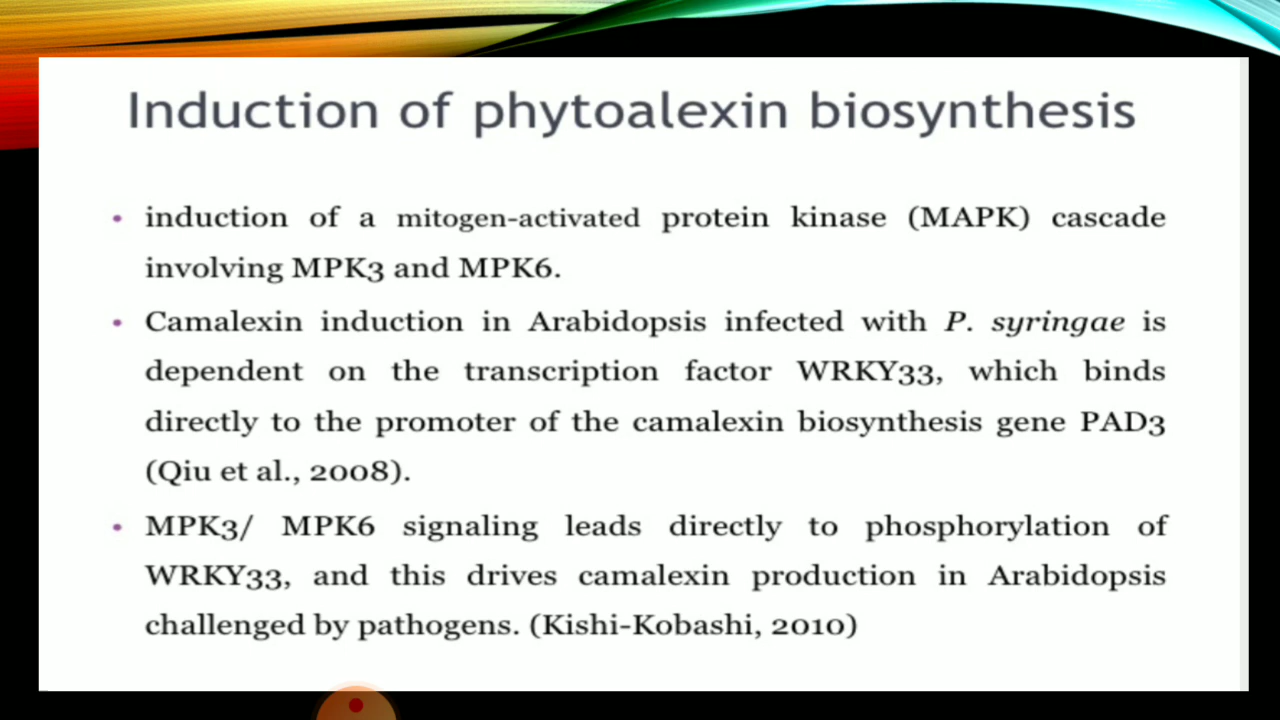 Induction of phytoalexin biosynthesis
• induction of a mitogen-activated protein kinase (MAPK) cascade
involving MPK3 and MPK6.
• Camalexin induction in Arabidopsis infected with P. syringae is
dependent on the transcription factor WRKY33, which binds
directly to the promoter of the camalexin biosynthesis gene PAD3
(Qiu et al., 2008).
• MPK3/ MPK6 signaling leads directly to phosphorylation of
WRKY33, and this drives camalexin production in Arabidopsis
challenged by pathogens. (Kishi-Kobashi, 2010)